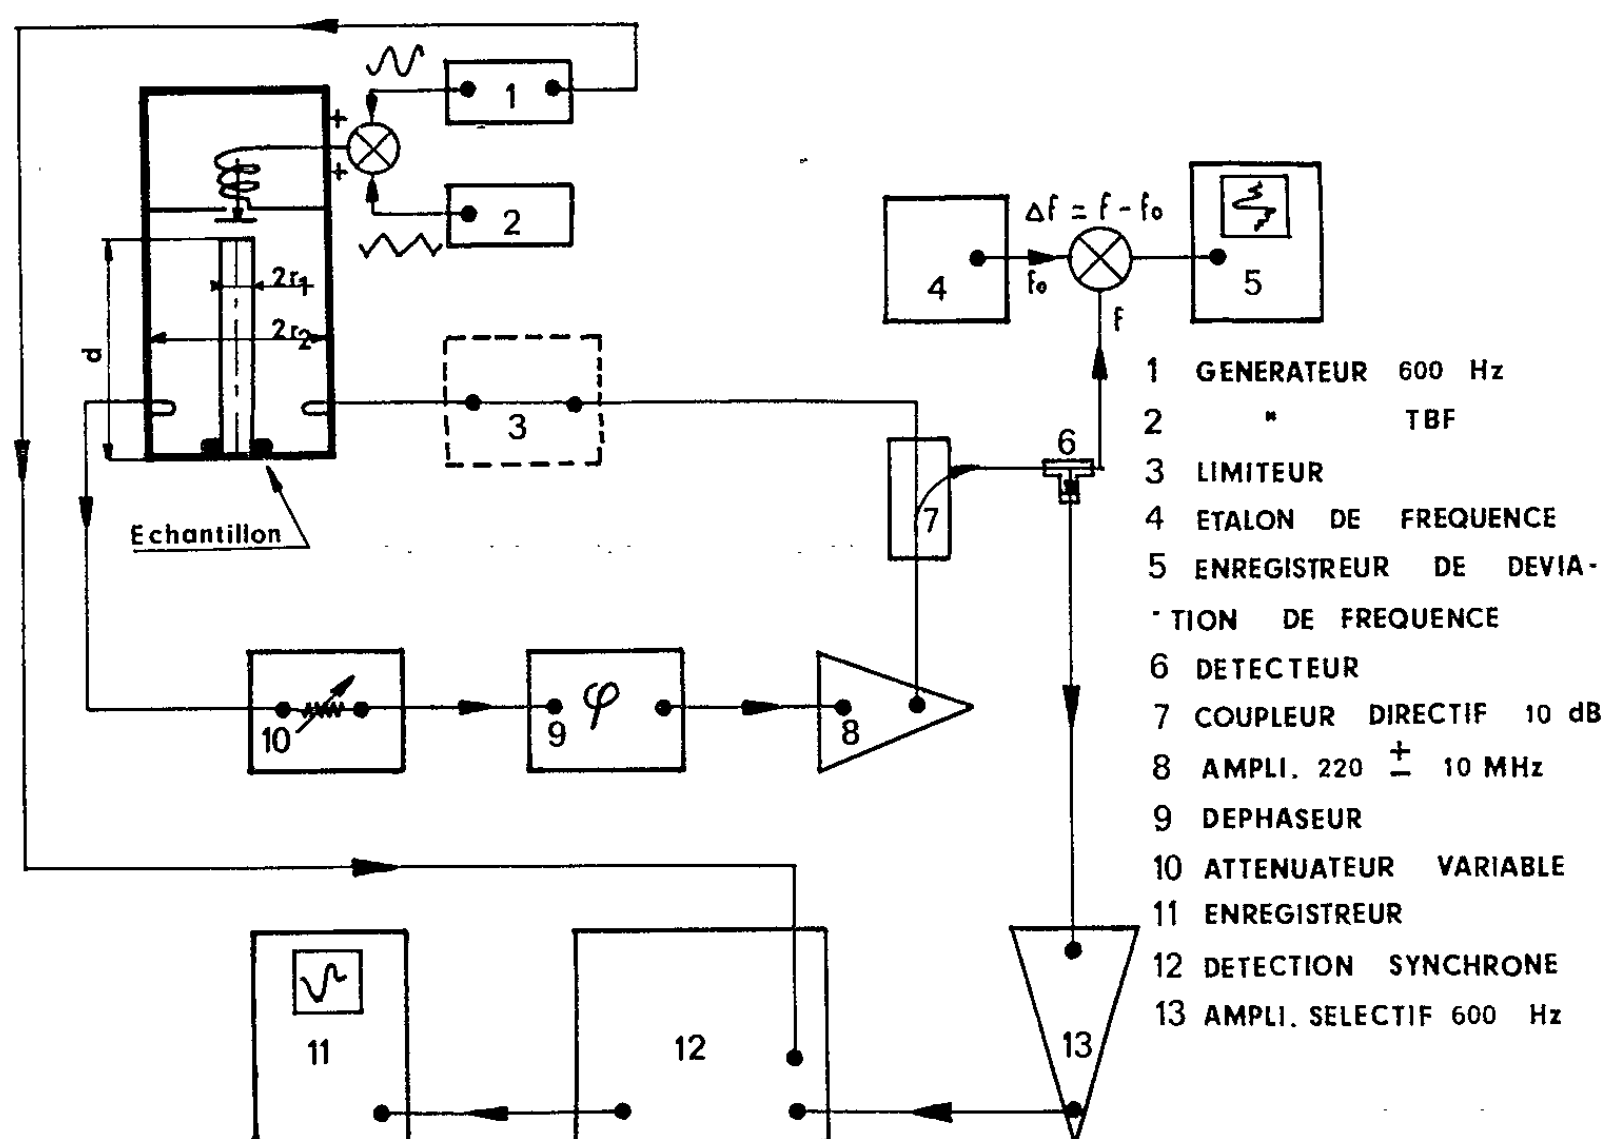 1
+
+
2
2r1
2r2
d
Echantillon
3
4
Δf = f - fo
fo
5
F
6
7
10
9 φ
8
11
12
13
1 GENERATEUR 600 Hz
2 " TBF
3 LIMITEUR
4 ETALON DE FREQUENCE
5 ENREGISTREUR DE DEVIA-
-TION DE FREQUENCE
6 DETECTEUR
7 COUPLEUR DIRECTIF 10 dB
8 AMPLI. 220 ± 10 MHz
9 DEPHASEUR
10 ATTENUATEUR VARIABLE
11 ENREGISTREUR
12 DETECTION SYNCHRONE
13 AMPLI. SELECTIF 600 Hz